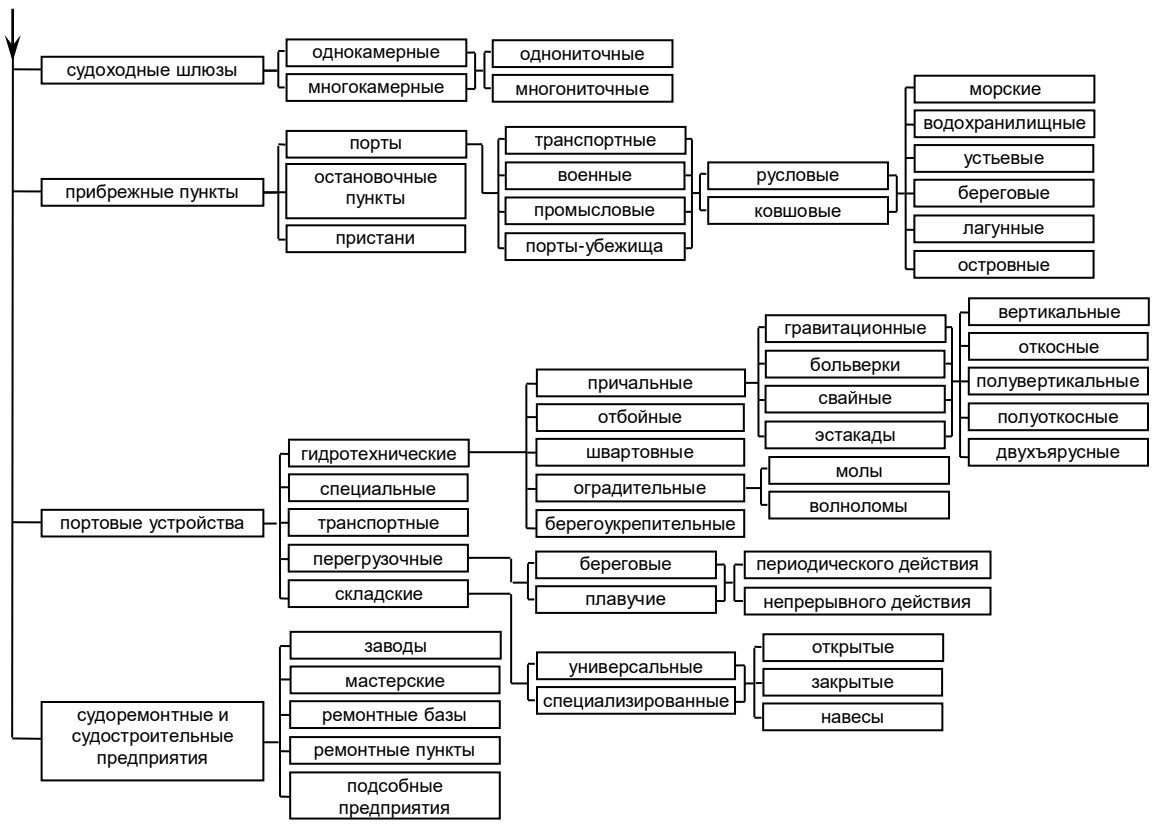 судоходные шлюзы
однокамерные
многокамерные
однониточные
многониточные
прибрежные пункты
порты
остановочные
пункты
пристани
транспортные
военные
промысловые
порты-убежища
русловые
ковшовые
морские
водохранилищные
устьевые
береговые
лагунные
островные
портовые устройства
гидротехнические
специальные
транспортные
перегрузочные
складские
причальные
отбойные
швартовные
оградительные
берегоукрепительные
гравитационные
больверки
свайные
эстакады
вертикальные
откосные
полувертикальные
полуоткосные
двухъярусные
молы
волноломы
береговые
плавучие
периодического действия
непрерывного действия
универсальные
специализированные
открытые
закрытые
навесы
судоремонтные и
судостроительные
предприятия
заводы
мастерские
ремонтные базы
ремонтные пункты
подсобные
предприятия